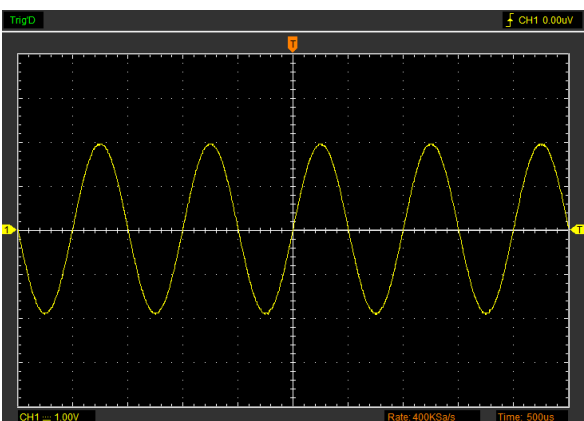 Trig'D
CH1 0.00uV
T
1
T
CH1 ⎓ 1.00V
Rate: 400KSa/s
Time: 500us